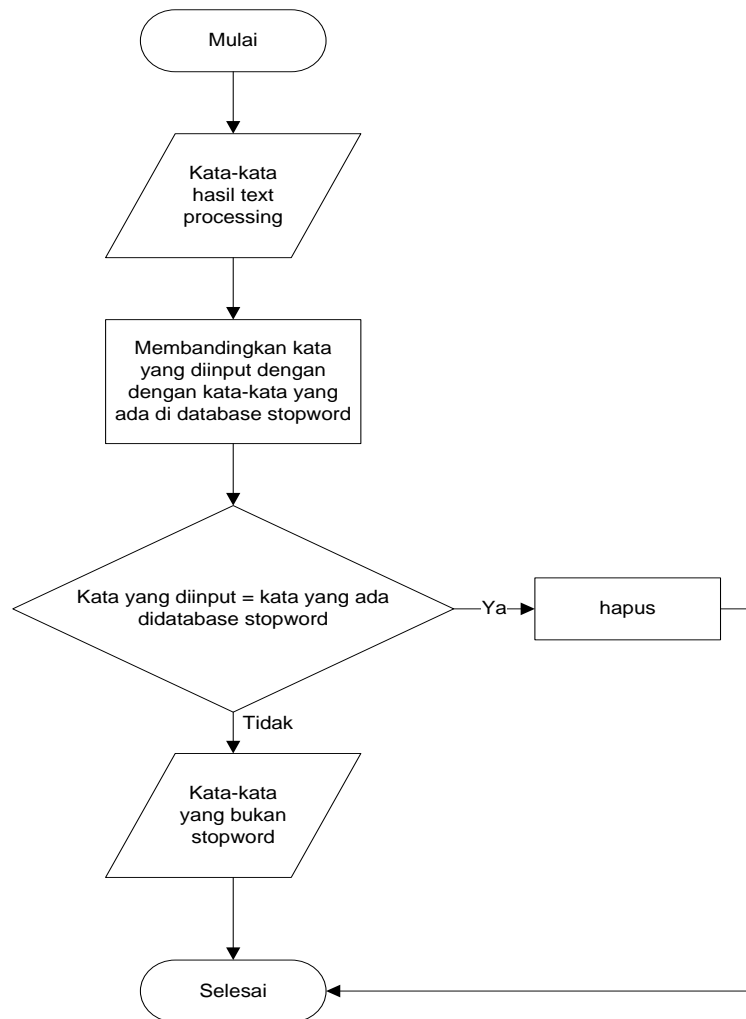 Mulai
Kata-kata
hasil text
processing
Membandingkan kata
yang diinput dengan
dengan kata-kata yang
ada di database stopword
Kata yang diinput = kata yang ada
didatabase stopword
Ya
hapus
Tidak
Kata-kata
yang bukan
stopword
Selesai